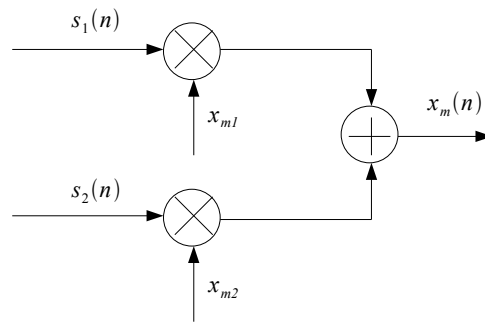 s₁(n)
xₘ₁
xₘ(n)
s₂(n)
xₘ₂